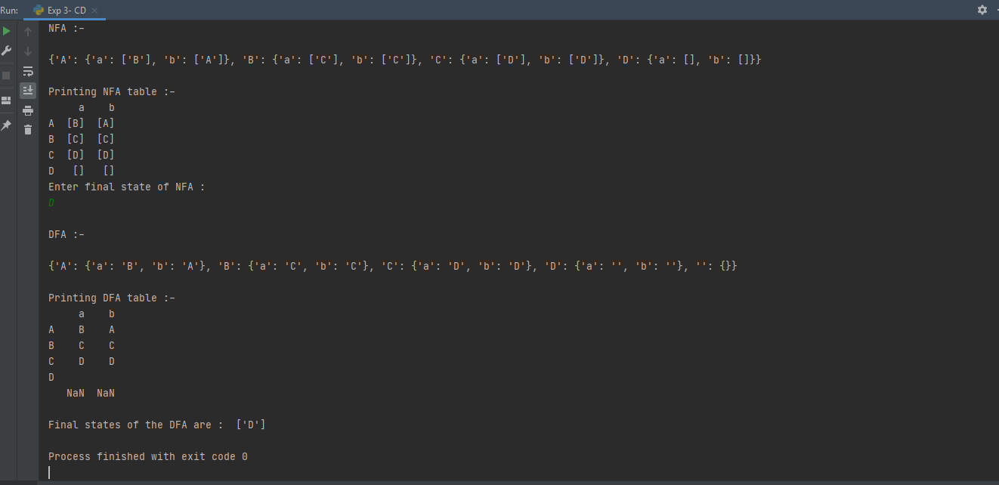 Run: Exp 3- CD
NFA :-
{'A': {'a': ['B'], 'b': ['A']}, 'B': {'a': ['C'], 'b': ['C']}, 'C': {'a': ['D'], 'b': ['D']}, 'D': {'a': [], 'b': []}}
Printing NFA table :-
a b
A [B] [A]
B [C] [C]
C [D] [D]
D [] []
Enter final state of NFA :
D
DFA :-
{'A': {'a': 'B', 'b': 'A'}, 'B': {'a': 'C', 'b': 'C'}, 'C': {'a': 'D', 'b': 'D'}, 'D': {'a': '', 'b': ''}, '': {}}
Printing DFA table :-
a b
A B A
B C C
C D D
D
NaN NaN
Final states of the DFA are : ['D']
Process finished with exit code 0